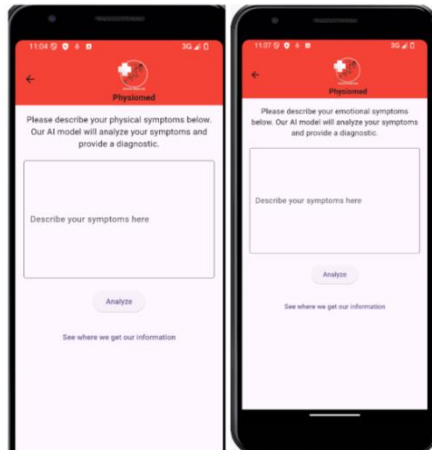 11:04
3G
Physiomed
Please describe your physical symptoms below.
Our AI model will analyze your symptoms and
provide a diagnostic.
Describe your symptoms here
Analyze
See where we get our information
11:07
3G
Physiomed
Please describe your emotional symptoms
below. Our AI model will analyze your symptoms
and provide a diagnostic.
Describe your symptoms here
Analyze
See where we get our information